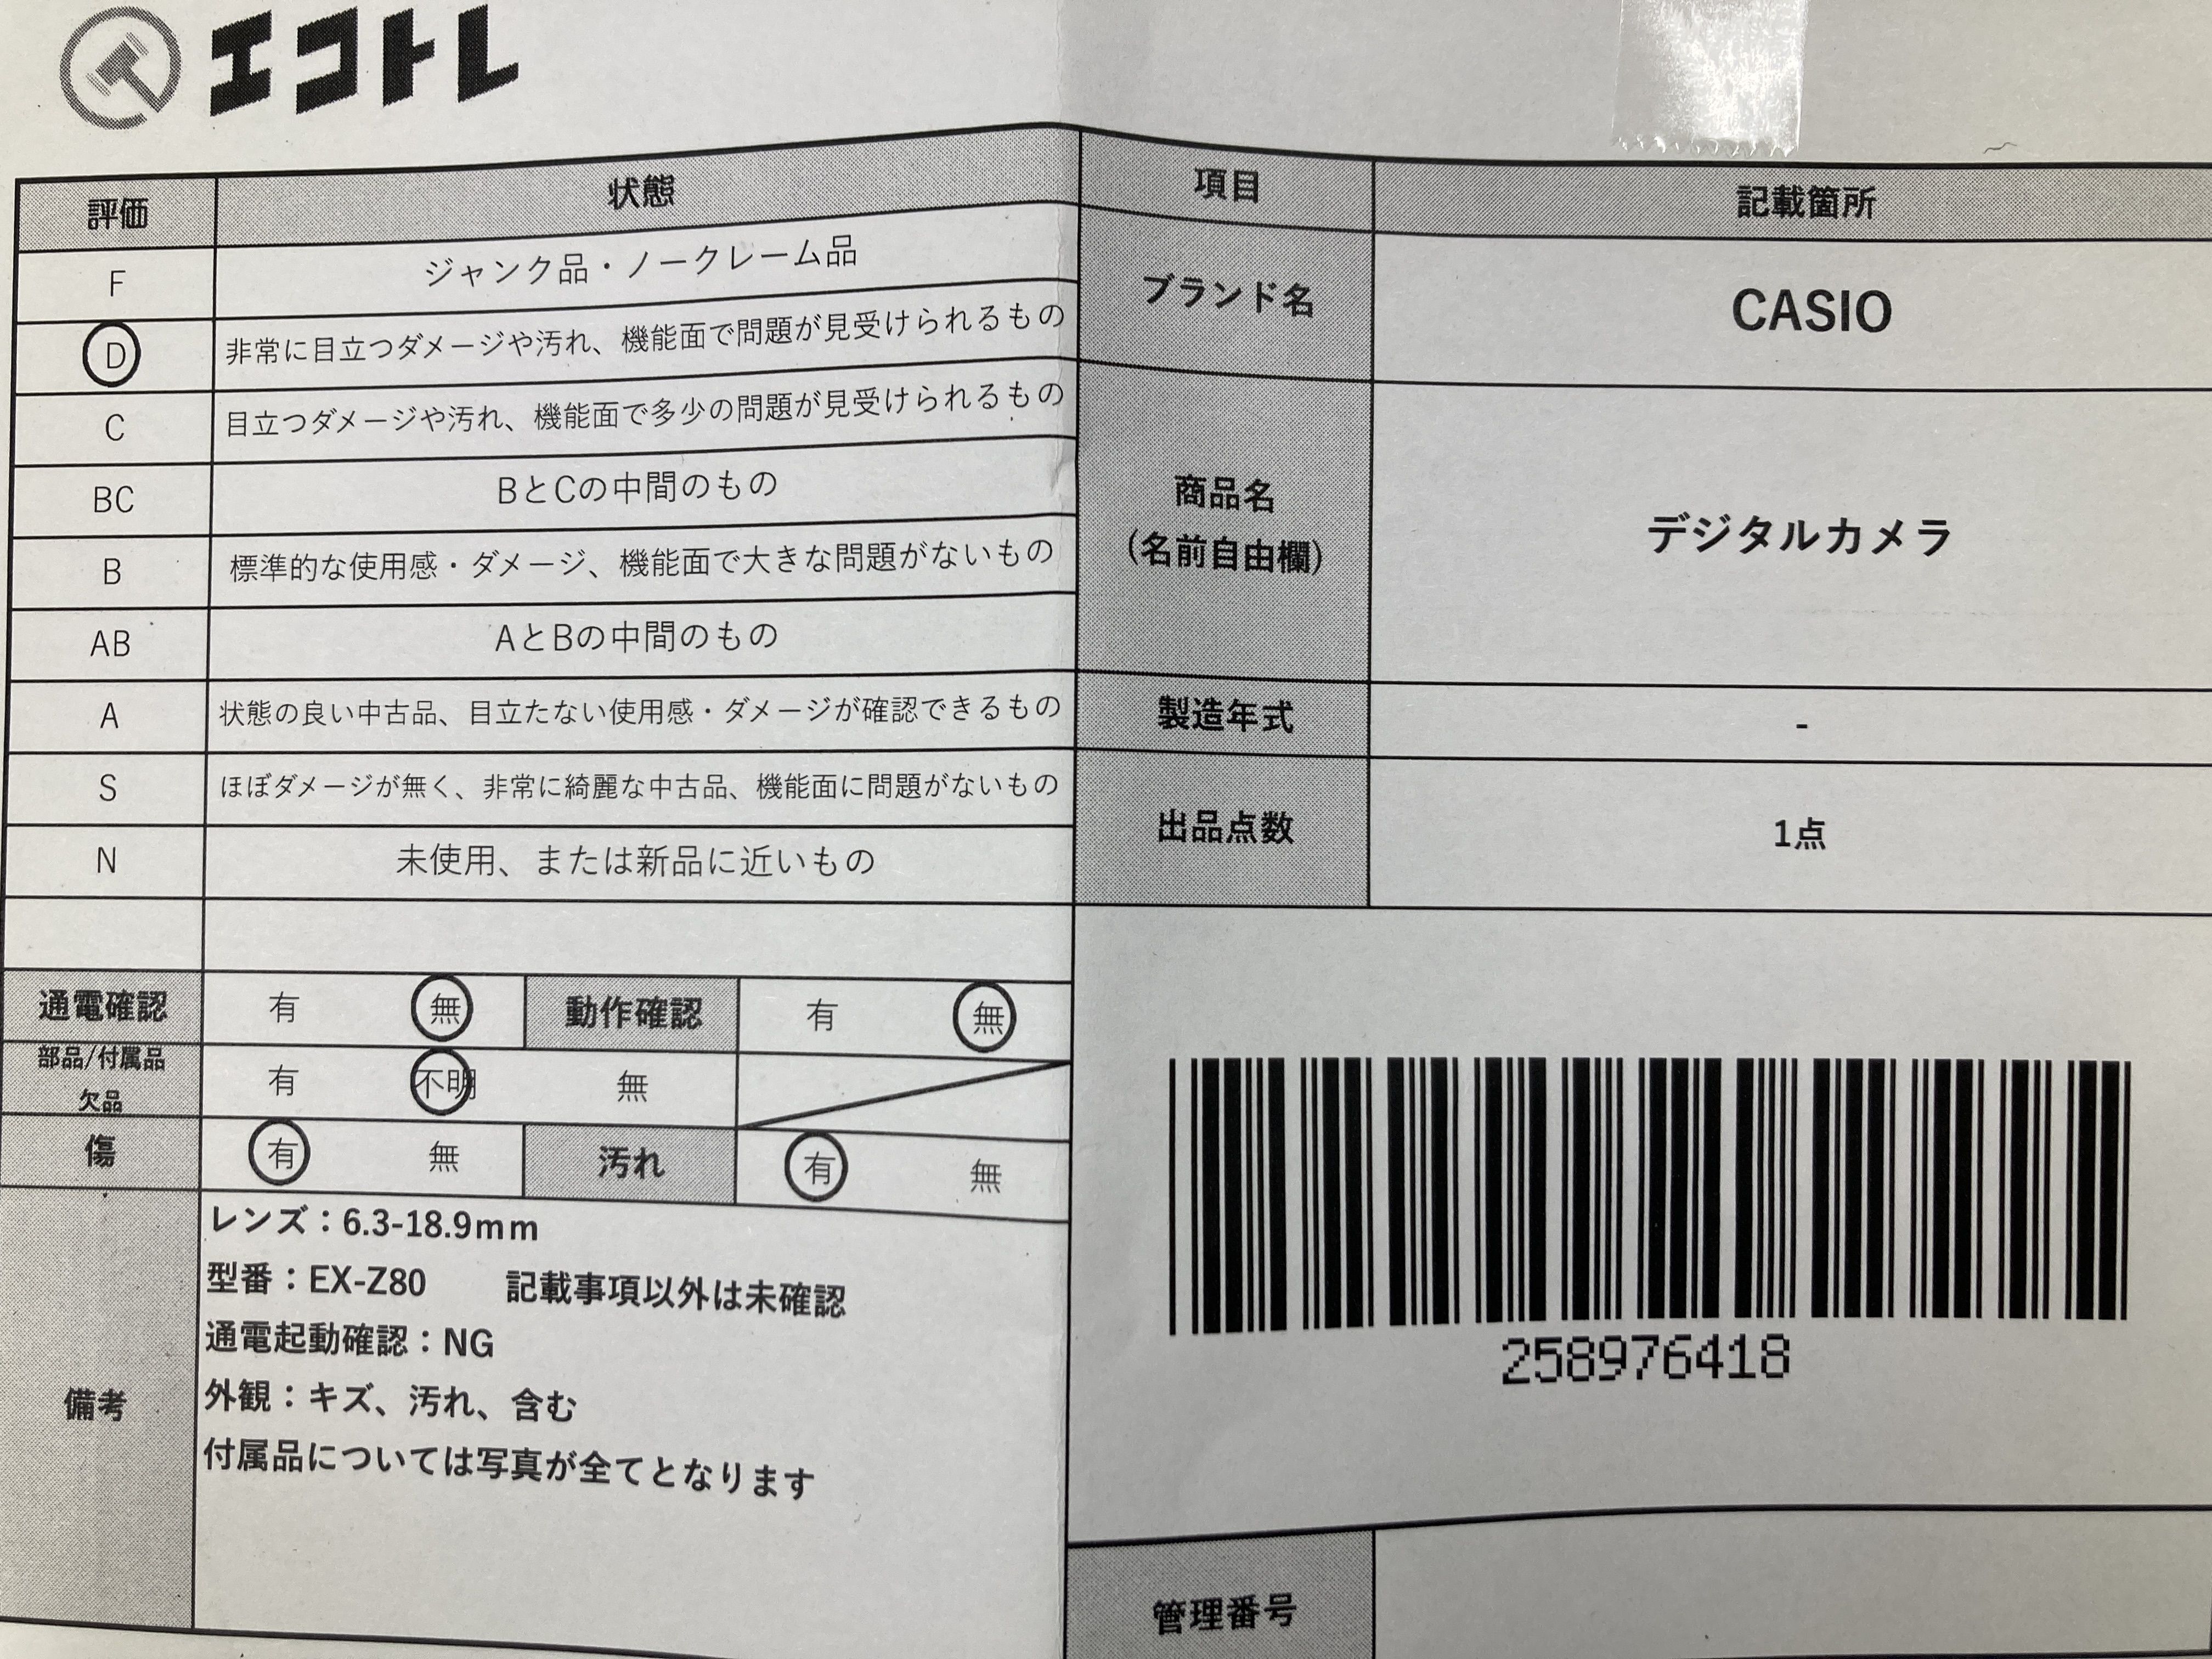 エコトレ
評価 状態
F ジャンク品・ノークレーム品
D 非常に目立つダメージや汚れ、機能面で問題が見受けられるもの
C 目立つダメージや汚れ、機能面で多少の問題が見受けられるもの
BC BとCの中間のもの
B 標準的な使用感・ダメージ、機能面で大きな問題がないもの
AB AとBの中間のもの
A 状態の良い中古品、目立たない使用感・ダメージが確認できるもの
S ほぼダメージが無く、非常に綺麗な中古品、機能面に問題がないもの
N 未使用、または新品に近いもの
通電確認 有 無 動作確認 有 無
部品/付属品
欠品 有 不明 無
傷 有 無 汚れ 有 無
備考
レンズ：6.3-18.9mm
型番：EX-Z80 記載事項以外は未確認
通電起動確認：NG
外観：キズ、汚れ、含む
付属品については写真が全てとなります
項目 記載箇所
ブランド名 CASIO
商品名
(名前自由欄) デジタルカメラ
製造年式 -
出品点数 1点
258976418
管理番号